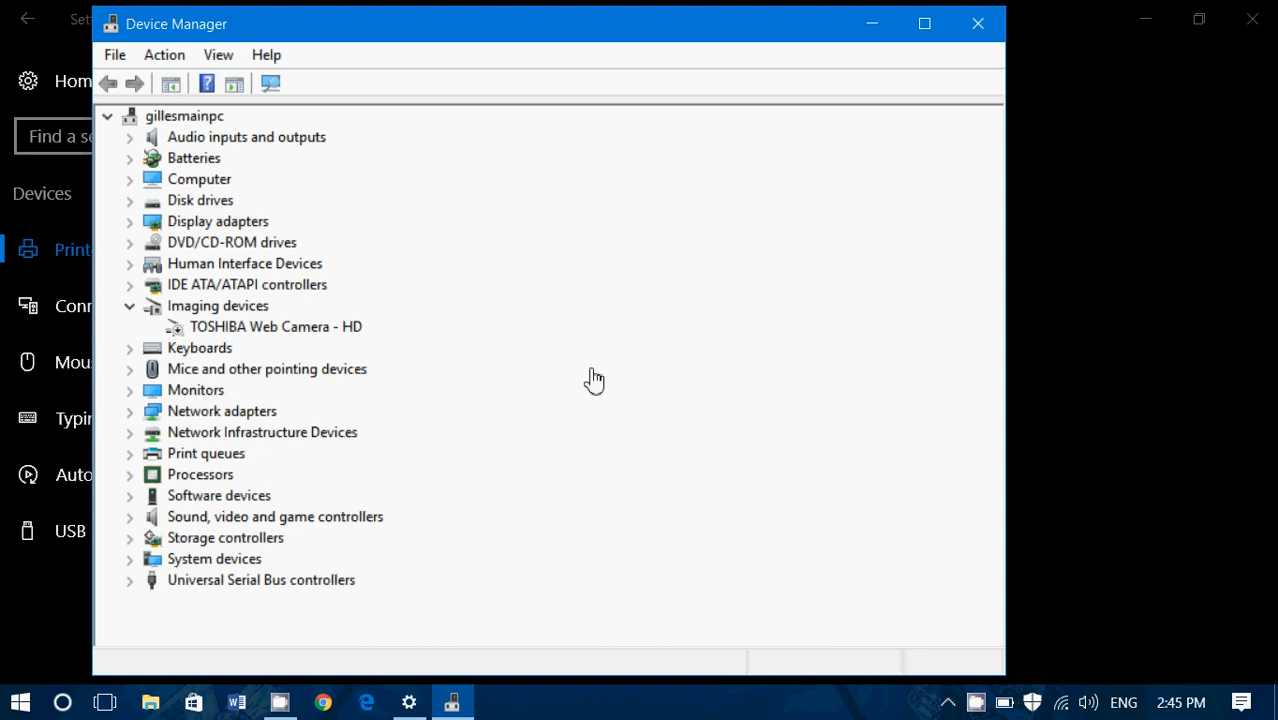 Set
Device Manager
File Action View Help
Hom
Find a se
Devices
Print
Conn
Mous
Typin
Auto
USB
gillesmainpc
Audio inputs and outputs
Batteries
Computer
Disk drives
Display adapters
DVD/CD-ROM drives
Human Interface Devices
IDE ATA/ATAPI controllers
Imaging devices
TOSHIBA Web Camera - HD
Keyboards
Mice and other pointing devices
Monitors
Network adapters
Network Infrastructure Devices
Print queues
Processors
Software devices
Sound, video and game controllers
Storage controllers
System devices
Universal Serial Bus controllers
ENG 2:45 PM